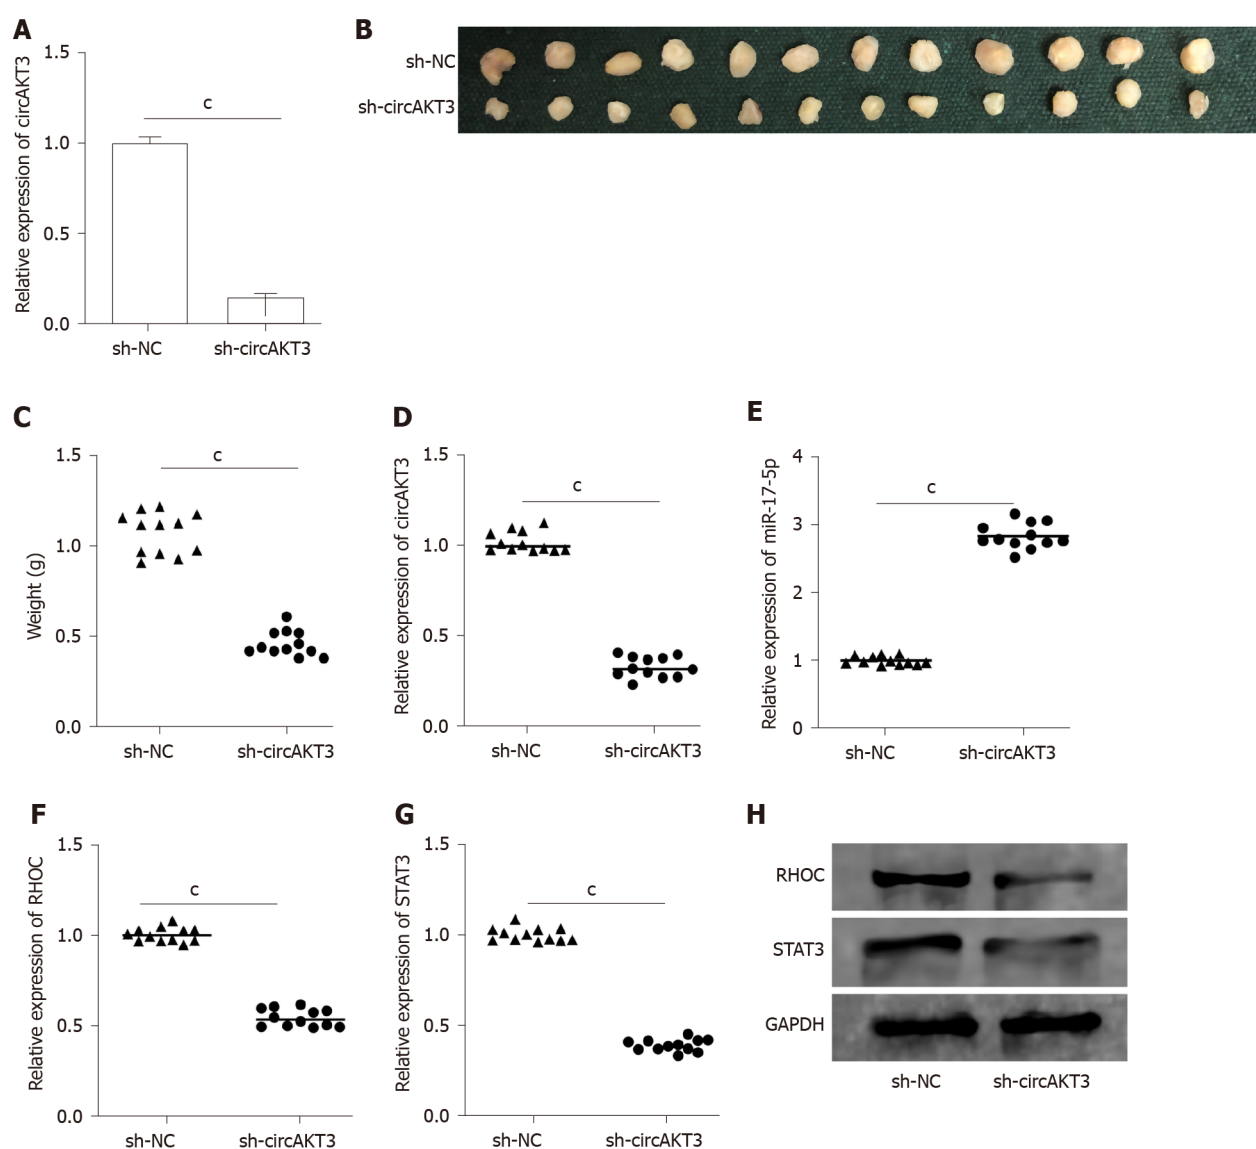 A
Relative expression of circAKT3
1.5
1.0
0.5
0.0
c
sh-NC
sh-circAKT3
B
sh-NC
sh-circAKT3
C
Weight (g)
1.5
1.0
0.5
0.0
c
sh-NC
sh-circAKT3
D
Relative expression of circAKT3
1.5
1.0
0.5
0.0
c
sh-NC
sh-circAKT3
E
Relative expression of miR-17-5p
4
3
2
1
0
c
sh-NC
sh-circAKT3
F
Relative expression of RHOC
1.5
1.0
0.5
0.0
c
sh-NC
sh-circAKT3
G
Relative expression of STAT3
1.5
1.0
0.5
0.0
c
sh-NC
sh-circAKT3
H
RHOC
STAT3
GAPDH
sh-NC
sh-circAKT3